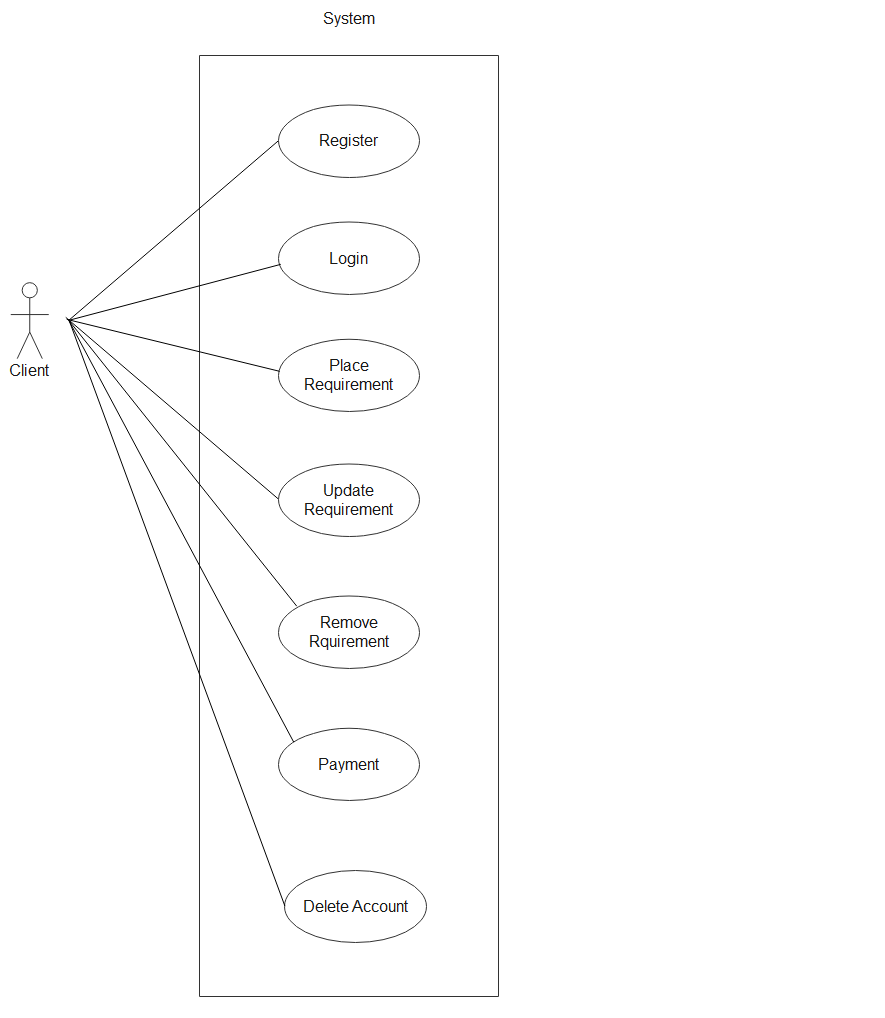 System
Register
Login
Client
Place
Requirement
Update
Requirement
Remove
Rquirement
Payment
Delete Account